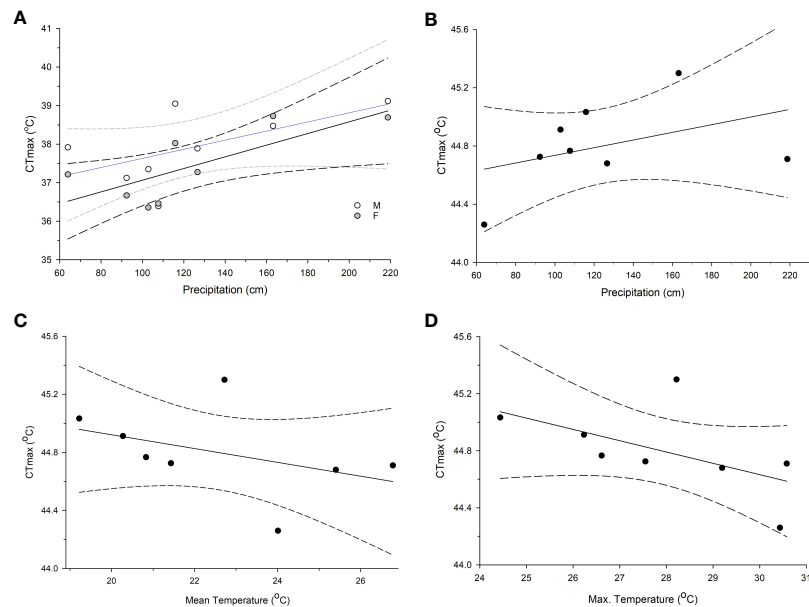 A
41
40
39
38
37
36
35
CTmax (°C)
M
F
60 80 100 120 140 160 180 200 220
Precipitation (cm)
B
45.6
45.2
44.8
44.4
44.0
CTmax (°C)
60 80 100 120 140 160 180 200 220
Precipitation (cm)
C
45.6
45.2
44.8
44.4
44.0
CTmax (°C)
20 22 24 26
Mean Temperature (°C)
D
45.6
45.2
44.8
44.4
44.0
CTmax (°C)
24 25 26 27 28 29 30 31
Max. Temperature (°C)